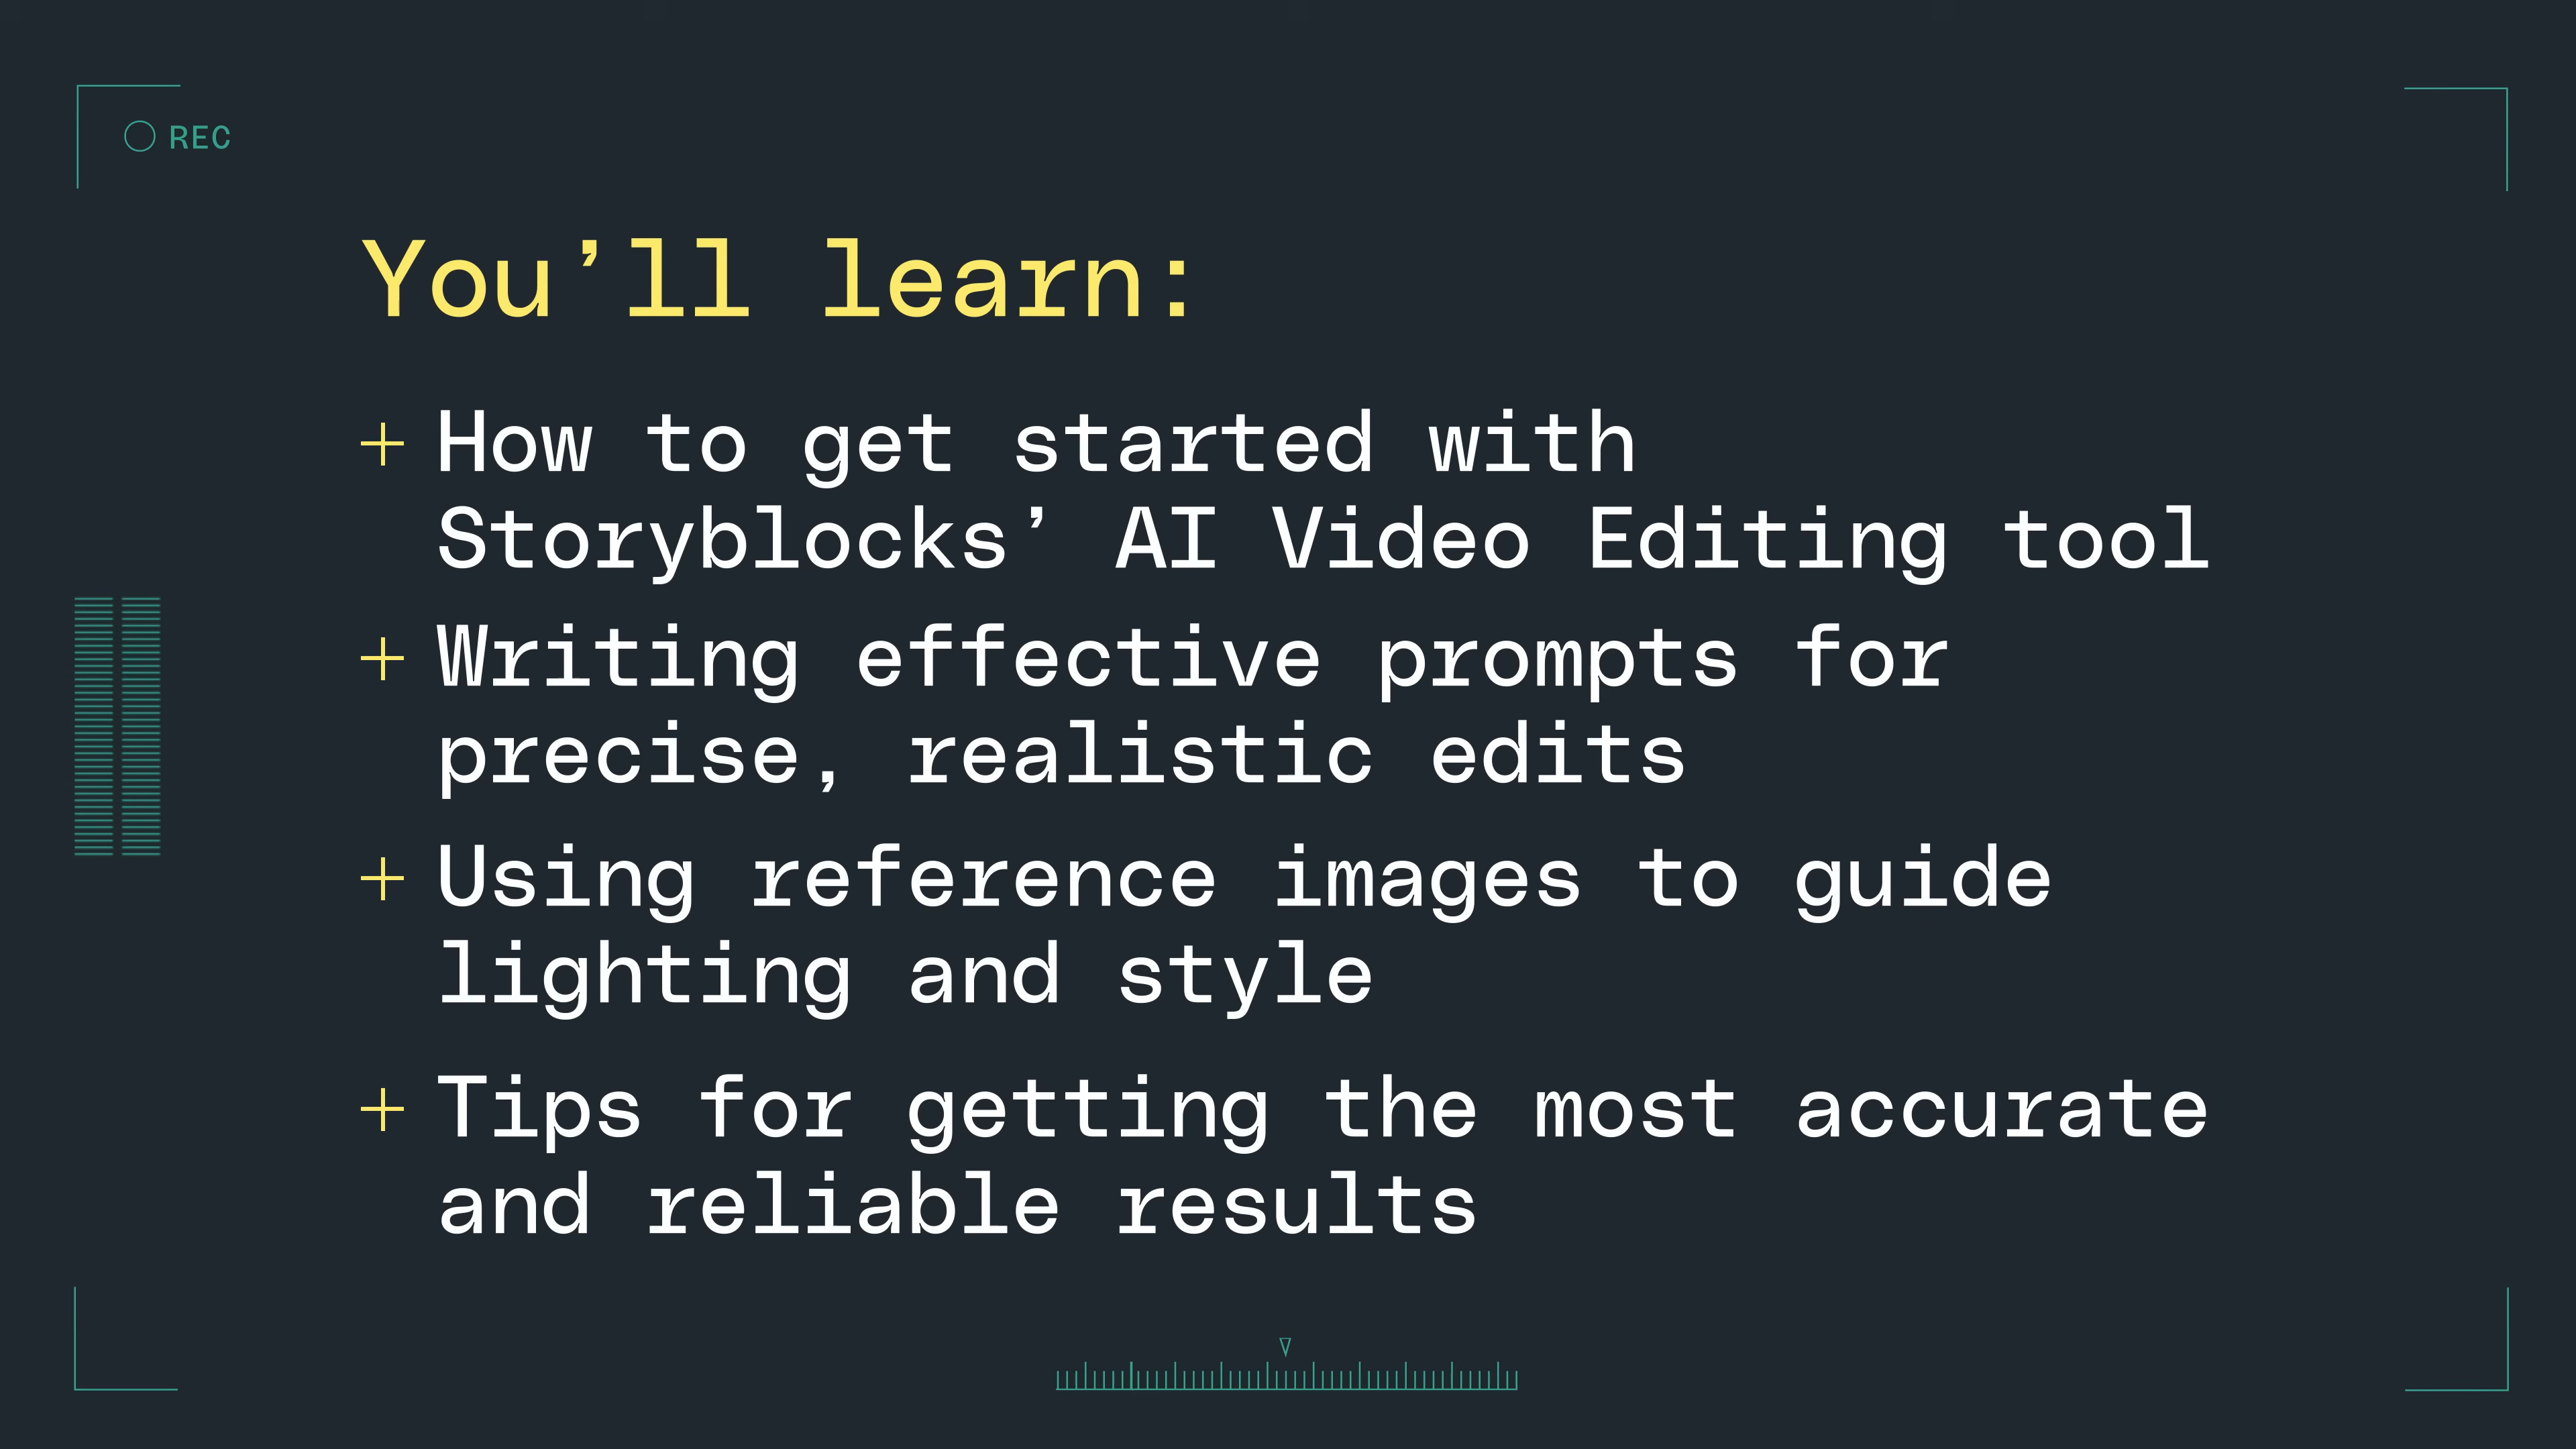 REC
You’ll learn:
+ How to get started with
Storyblocks’ AI Video Editing tool
+ Writing effective prompts for
precise, realistic edits
+ Using reference images to guide
lighting and style
+ Tips for getting the most accurate
and reliable results